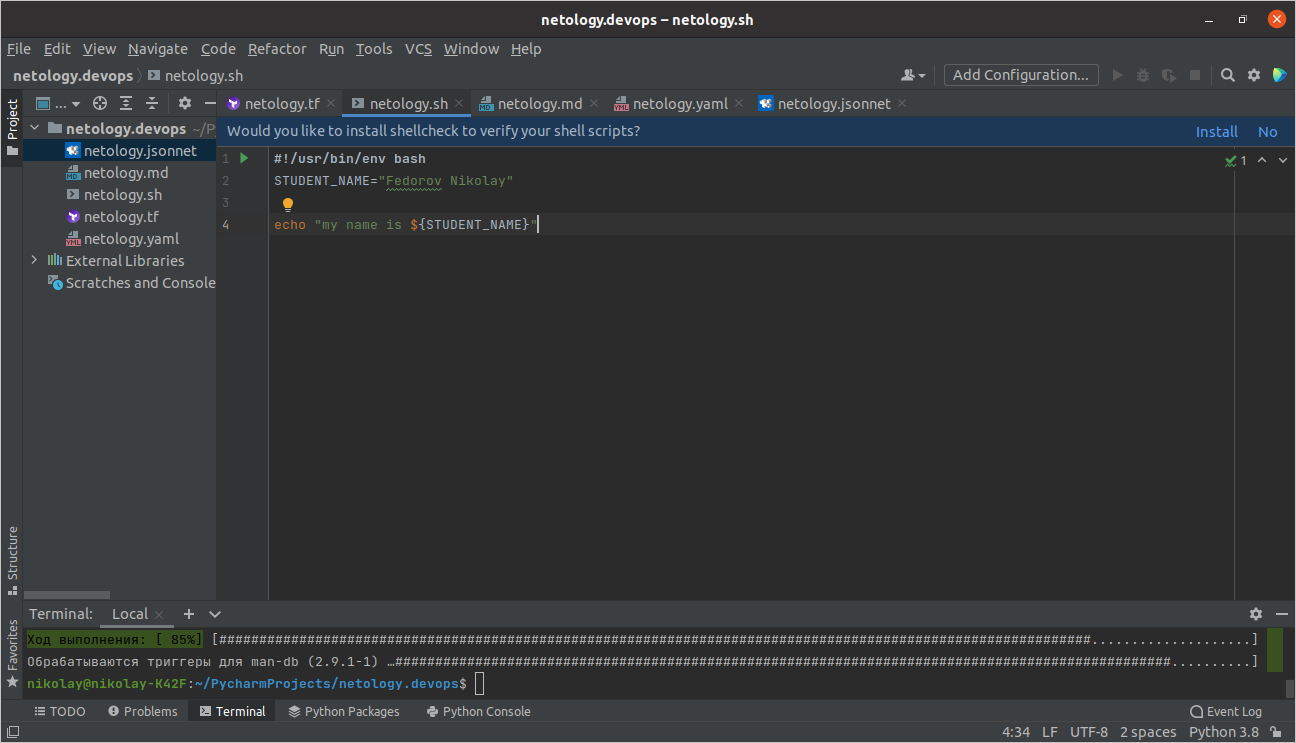 netology.devops – netology.sh
File Edit View Navigate Code Refactor Run Tools VCS Window Help
netology.devops netology.sh
Add Configuration...
Project
...
netology.tf netology.sh netology.md netology.yaml netology.jsonnet
netology.devops ~/P
Would you like to install shellcheck to verify your shell scripts? Install No
netology.jsonnet
netology.md
netology.sh
netology.tf
netology.yaml
External Libraries
Scratches and Console
1 #!/usr/bin/env bash
2 STUDENT_NAME="Fedorov Nikolay"
3
4 echo "my name is ${STUDENT_NAME}"
1
Structure
Favorites
Terminal: Local
Ход выполнения: [ 85%] [#############################################################################################################....................]
Обрабатываются триггеры для man-db (2.9.1-1) …#################################################################################################..........]
nikolay@nikolay-K42F:~/PycharmProjects/netology.devops$
TODO Problems Terminal Python Packages Python Console Event Log
4:34 LF UTF-8 2 spaces Python 3.8